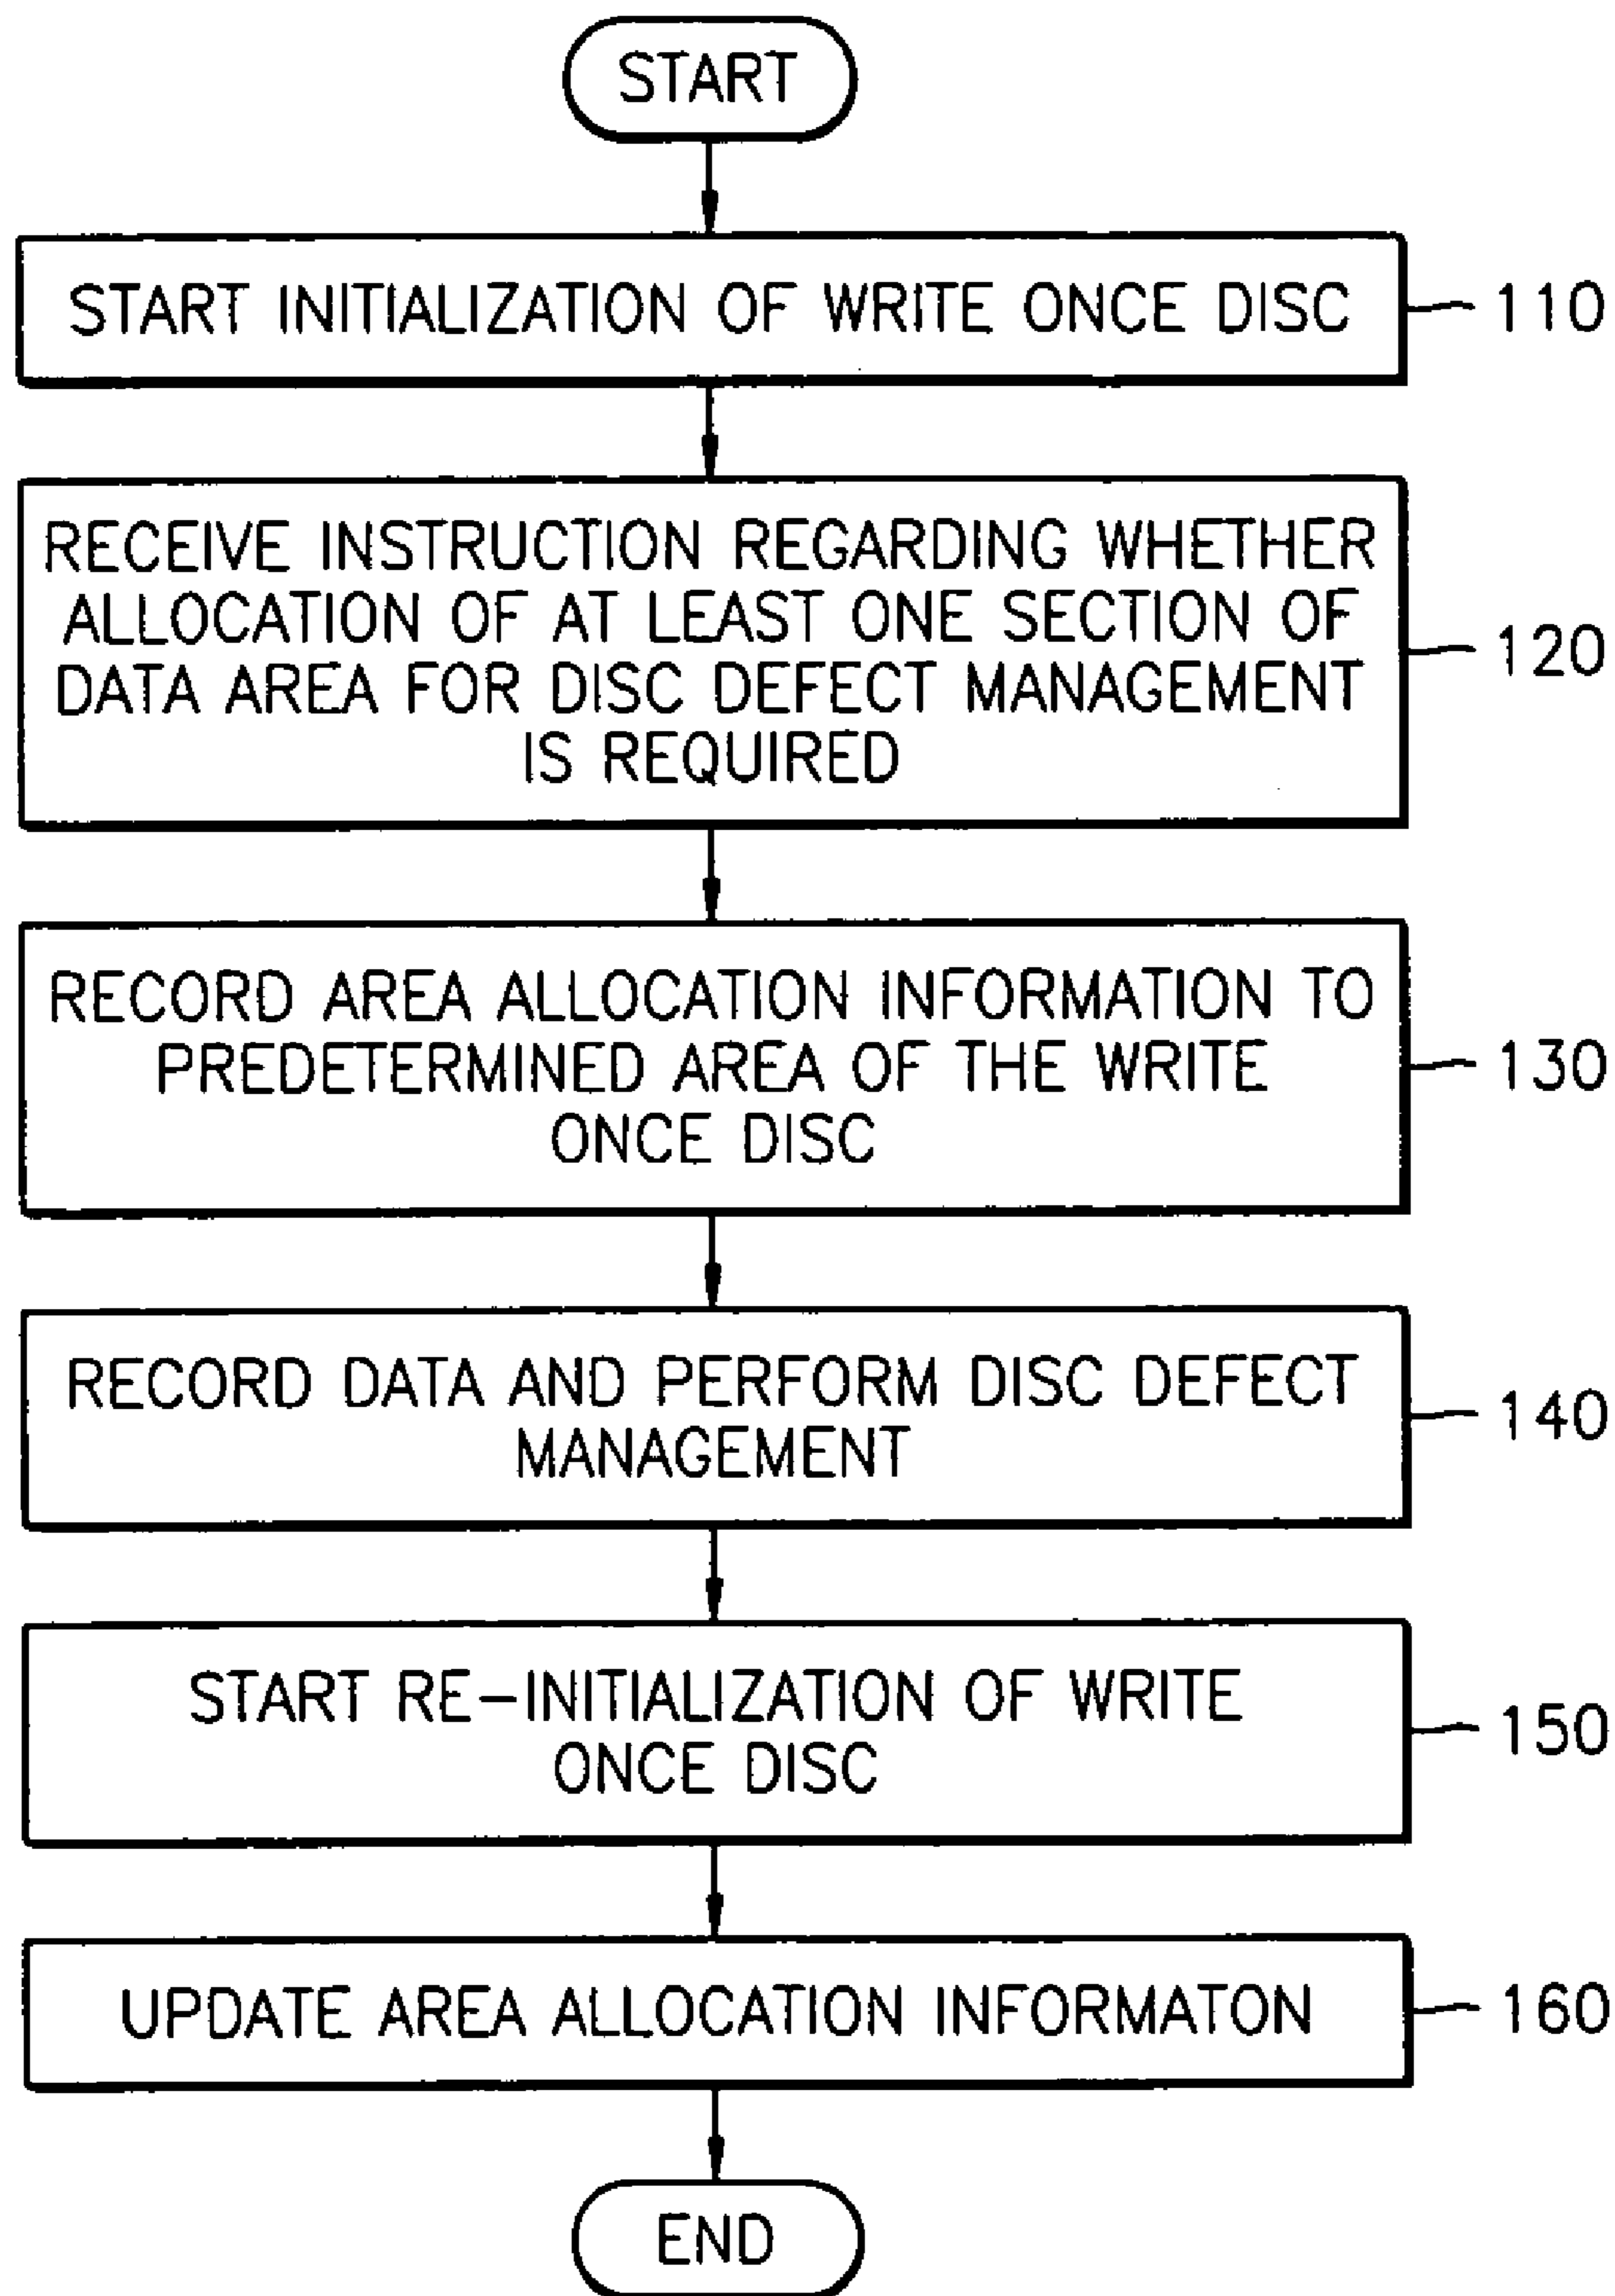 START
START INITIALIZATION OF WRITE ONCE DISC
110
RECEIVE INSTRUCTION REGARDING WHETHER
ALLOCATION OF AT LEAST ONE SECTION OF
DATA AREA FOR DISC DEFECT MANAGEMENT
IS REQUIRED
120
RECORD AREA ALLOCATION INFORMATION TO
PREDETERMINED AREA OF THE WRITE
ONCE DISC
130
RECORD DATA AND PERFORM DISC DEFECT
MANAGEMENT
140
START RE-INITIALIZATION OF WRITE
ONCE DISC
150
UPDATE AREA ALLOCATION INFORMATON
160
END